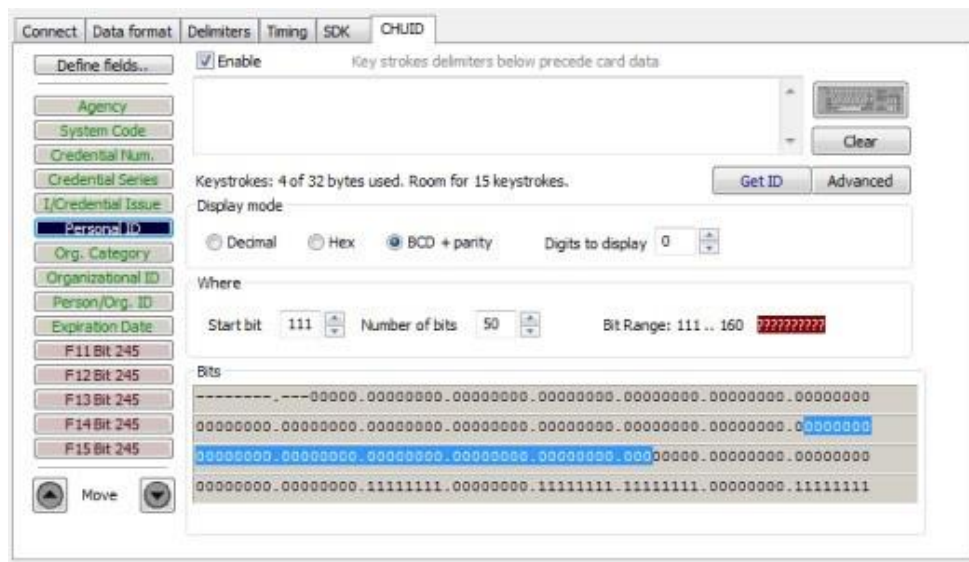 Connect Data format Delimiters Timing SDK CHUID
Define fields..
Enable Key strokes delimiters below precede card data
Agency
System Code
Credential Num.
Credential Series
I/Credential Issue
Personal ID
Org. Category
Organizational ID
Person/Org. ID
Expiration Date
F11 Bit 245
F12 Bit 245
F13 Bit 245
F14 Bit 245
F15 Bit 245
Move
Clear
Keystrokes: 4 of 32 bytes used. Room for 15 keystrokes. Get ID Advanced
Display mode
Decimal Hex BCD + parity Digits to display 0
Where
Start bit 111 Number of bits 50 Bit Range: 111 .. 160 ??????????
Bits
--------.---00000.00000000.00000000.00000000.00000000.00000000.00000000
00000000.00000000.00000000.00000000.00000000.00000000.00000000.00000000
00000000.00000000.00000000.00000000.00000000.00000000.00000000.00000000
00000000.00000000.11111111.00000000.11111111.11111111.00000000.11111111